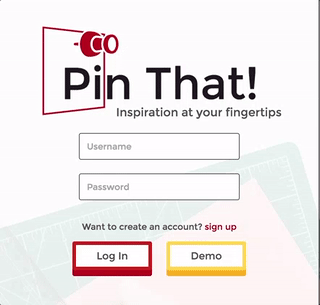 Pin That!
Inspiration at your fingertips
Username
Password
Want to create an account? sign up
Log In
Demo